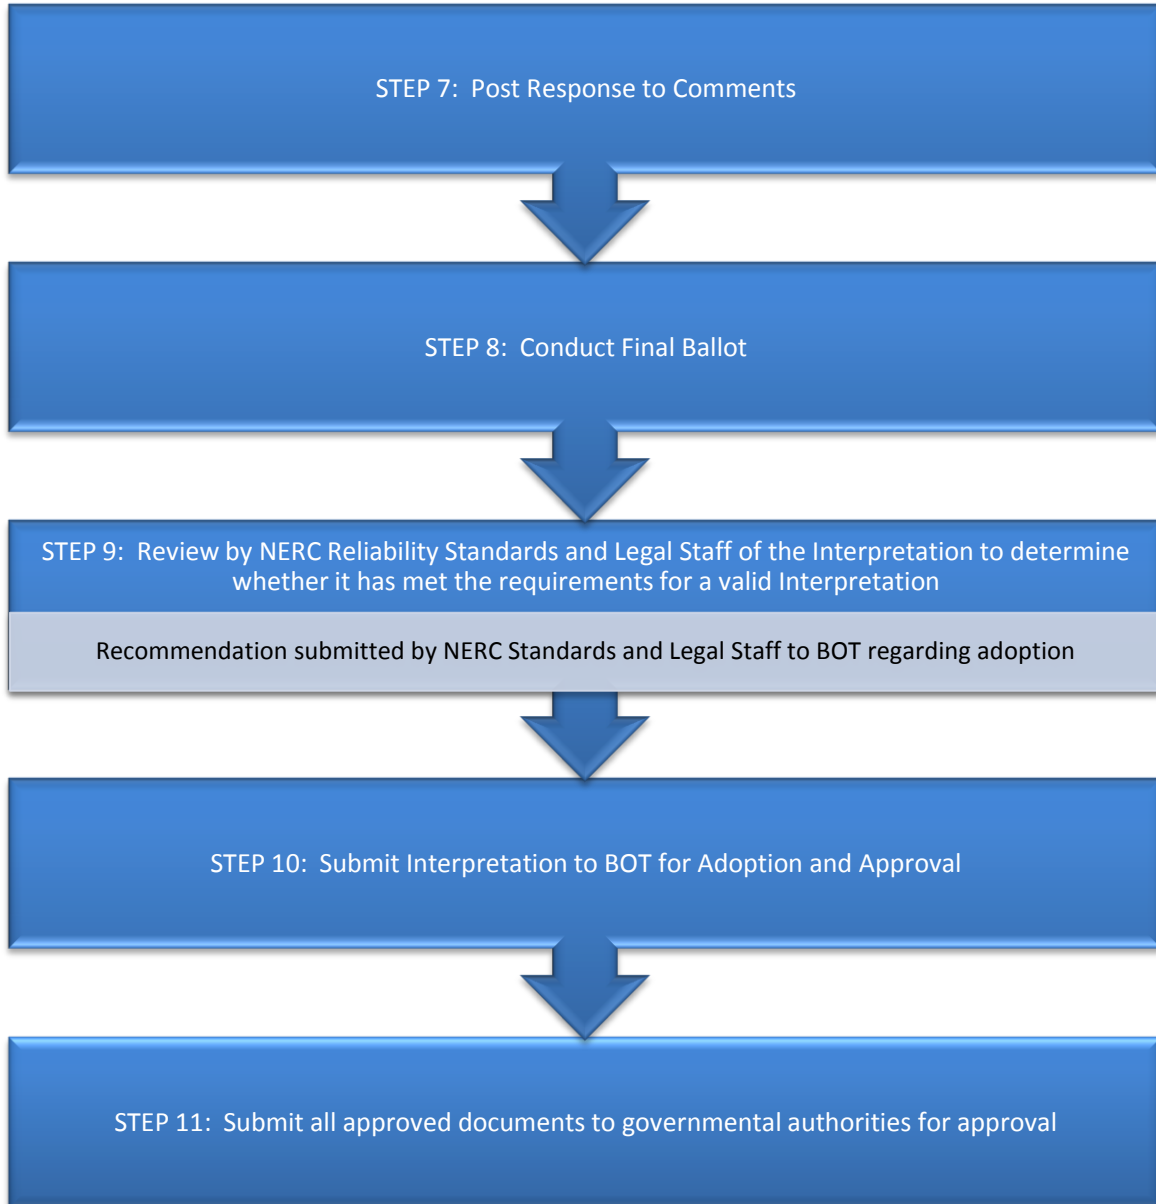 STEP 7:  Post Response to Comments
STEP 8:  Conduct Final Ballot
STEP 9:  Review by NERC Reliability Standards and Legal Staff of the Interpretation to determine
whether it has met the requirements for a valid Interpretation
Recommendation submitted by NERC Standards and Legal Staff to BOT regarding adoption
STEP 10:  Submit Interpretation to BOT for Adoption and Approval
STEP 11:  Submit all approved documents to governmental authorities for approval